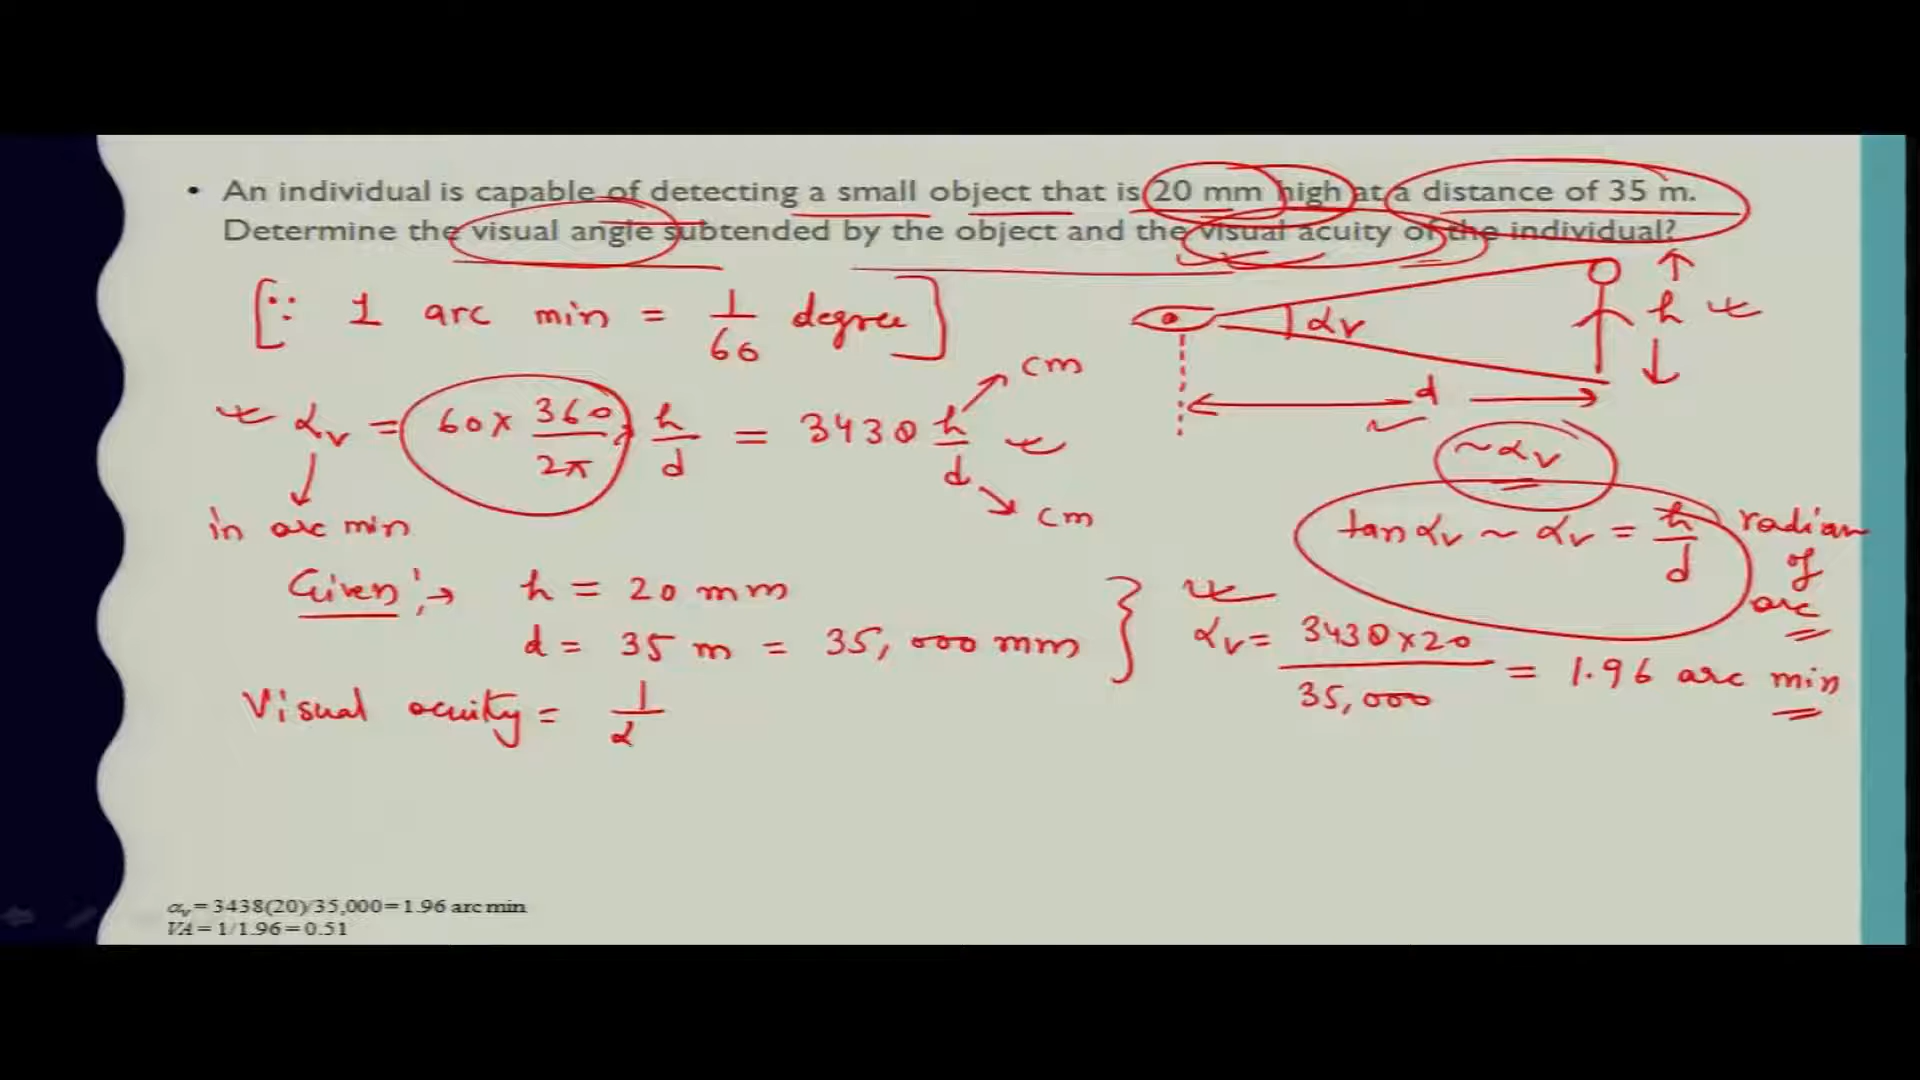 • An individual is capable of detecting a small object that is 20 mm high at a distance of 35 m.
Determine the visual angle subtended by the object and the visual acuity of the individual?
[∵ 1 arc min = 1/60 degree]
αv
h
d
αv = 60 × 360/2π × h/d = 3438 h/d
cm
cm
in arc min
~αv
tan αv ~ αv = h/d radian of arc
Given:→ h = 20 mm
d = 35 m = 35,000 mm
αv = 3438×20/35,000 = 1.96 arc min
Visual acuity = 1/α
αv = 3438(20)/35,000=1.96 arc min
VA = 1/1.96 = 0.51